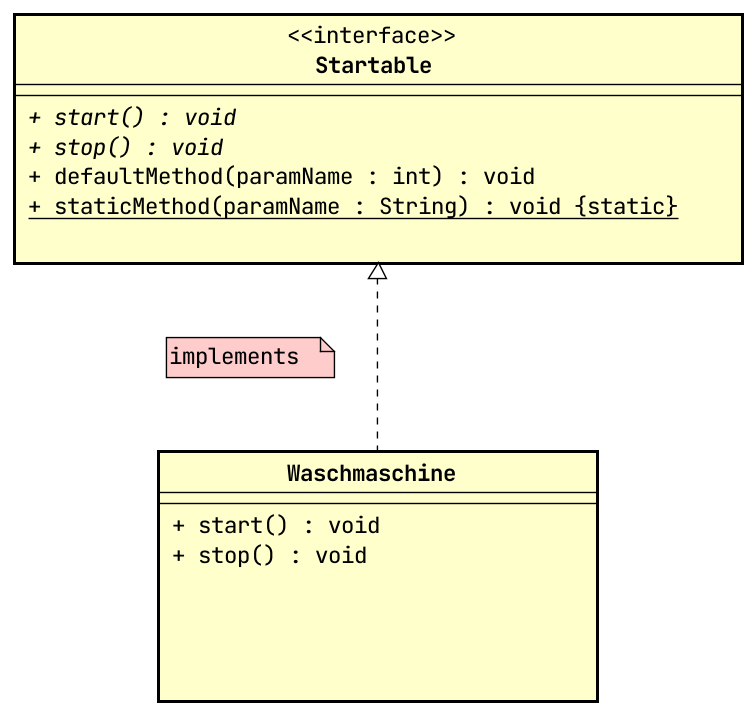 <<interface>>
Startable
+ start() : void
+ stop() : void
+ defaultMethod(paramName : int) : void
+ staticMethod(paramName : String) : void {static}
implements
Waschmaschine
+ start() : void
+ stop() : void